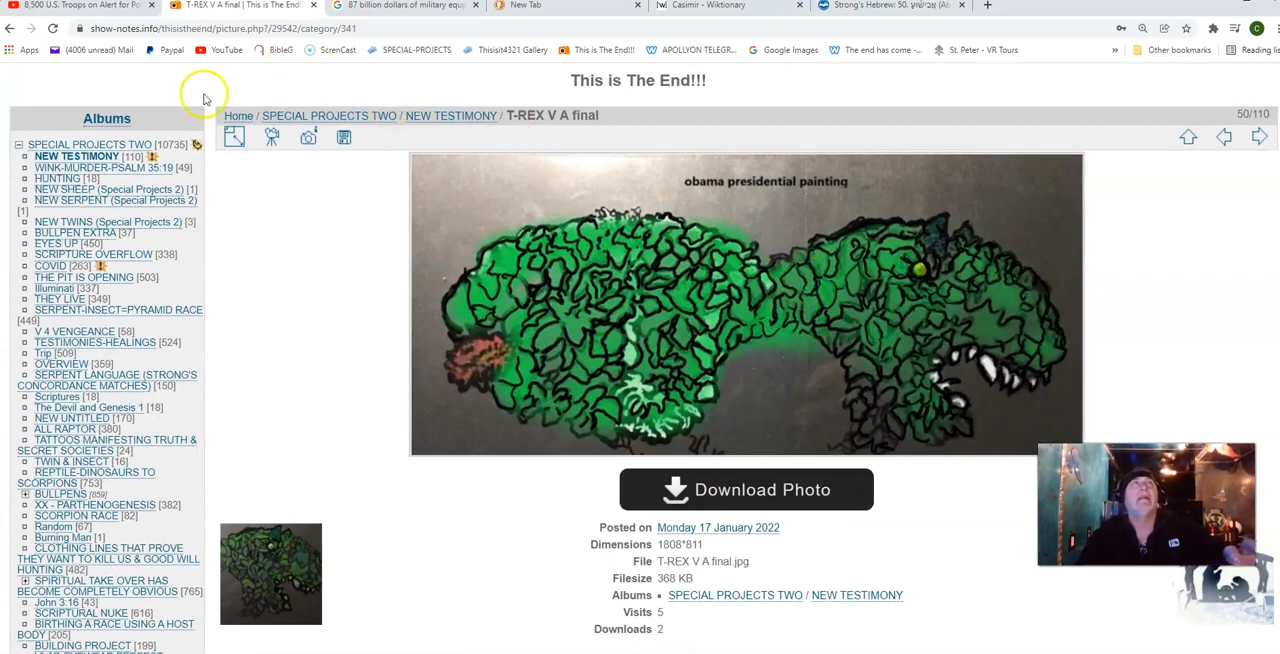 8,500 U.S. Troops on Alert for Po
T-REX V A final | This is The End!!!
87 billion dollars of military equip
New Tab
Casimir - Wiktionary
show-notes.info/thisistheend/picture.php?/29542/category/341
Apps
(4006 unread) Mail
Paypal
YouTube
BibleG
ScrenCast
SPECIAL-PROJECTS
Thisisit4321 Gallery
This is The End!!!
APOLLYON TELEGR...
Google Images
The end has come -...
St. Peter - VR Tours
»
Other bookmarks
Reading list
This is The End!!!
Albums
Home / SPECIAL PROJECTS TWO / NEW TESTIMONY / T-REX V A final
50/110
SPECIAL PROJECTS TWO [10735]
NEW TESTIMONY [110]
WINK-MURDER-PSALM 35:19 [49]
HUNTING [18]
NEW SHEEP (Special Projects 2) [1]
NEW SERPENT (Special Projects 2)
[1]
NEW TWINS (Special Projects 2) [3]
BULLPEN EXTRA [37]
EYES UP [450]
SCRIPTURE OVERFLOW [338]
COVID [263]
THE PIT IS OPENING [503]
Illuminati [337]
THEY LIVE [349]
SERPENT-INSECT=PYRAMID RACE
[449]
V 4 VENGEANCE [58]
TESTIMONIES-HEALINGS [524]
Trip [509]
OVERVIEW [359]
SERPENT LANGUAGE (STRONG'S
CONCORDANCE MATCHES) [150]
Scriptures [18]
The Devil and Genesis 1 [18]
NEW UNTITLED [170]
ALL RAPTOR [380]
TATTOOS MANIFESTING TRUTH &
SECRET SOCIETIES [24]
TWIN & INSECT [16]
REPTILE-DINOSAURS TO
SCORPIONS [753]
BULLPENS [859]
XX - PARTHENOGENESIS [382]
SCORPION RACE [82]
Random [67]
Burning Man [1]
CLOTHING LINES THAT PROVE
THEY WANT TO KILL US & GOOD WILL
HUNTING [482]
SPIRITUAL TAKE OVER HAS
BECOME COMPLETELY OBVIOUS [765]
John 3:16 [43]
SCRIPTURAL NUKE [616]
BIRTHING A RACE USING A HOST
BODY [205]
BUILDING PROJECT [199]
obama presidential painting
Download Photo
Posted on Monday 17 January 2022
Dimensions 1808*811
File T-REX V A final.jpg
Filesize 368 KB
Albums SPECIAL PROJECTS TWO / NEW TESTIMONY
Visits 5
Downloads 2